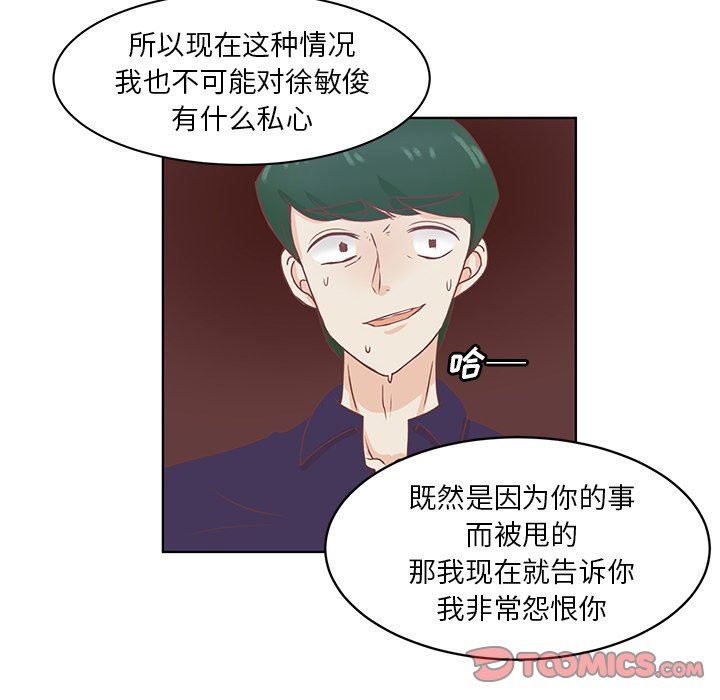 所以现在这种情况
我也不可能对徐敏俊
有什么私心
哈—
既然是因为你的事
而被甩的
那我现在就告诉你
我非常怨恨你
DTCOMICS.com